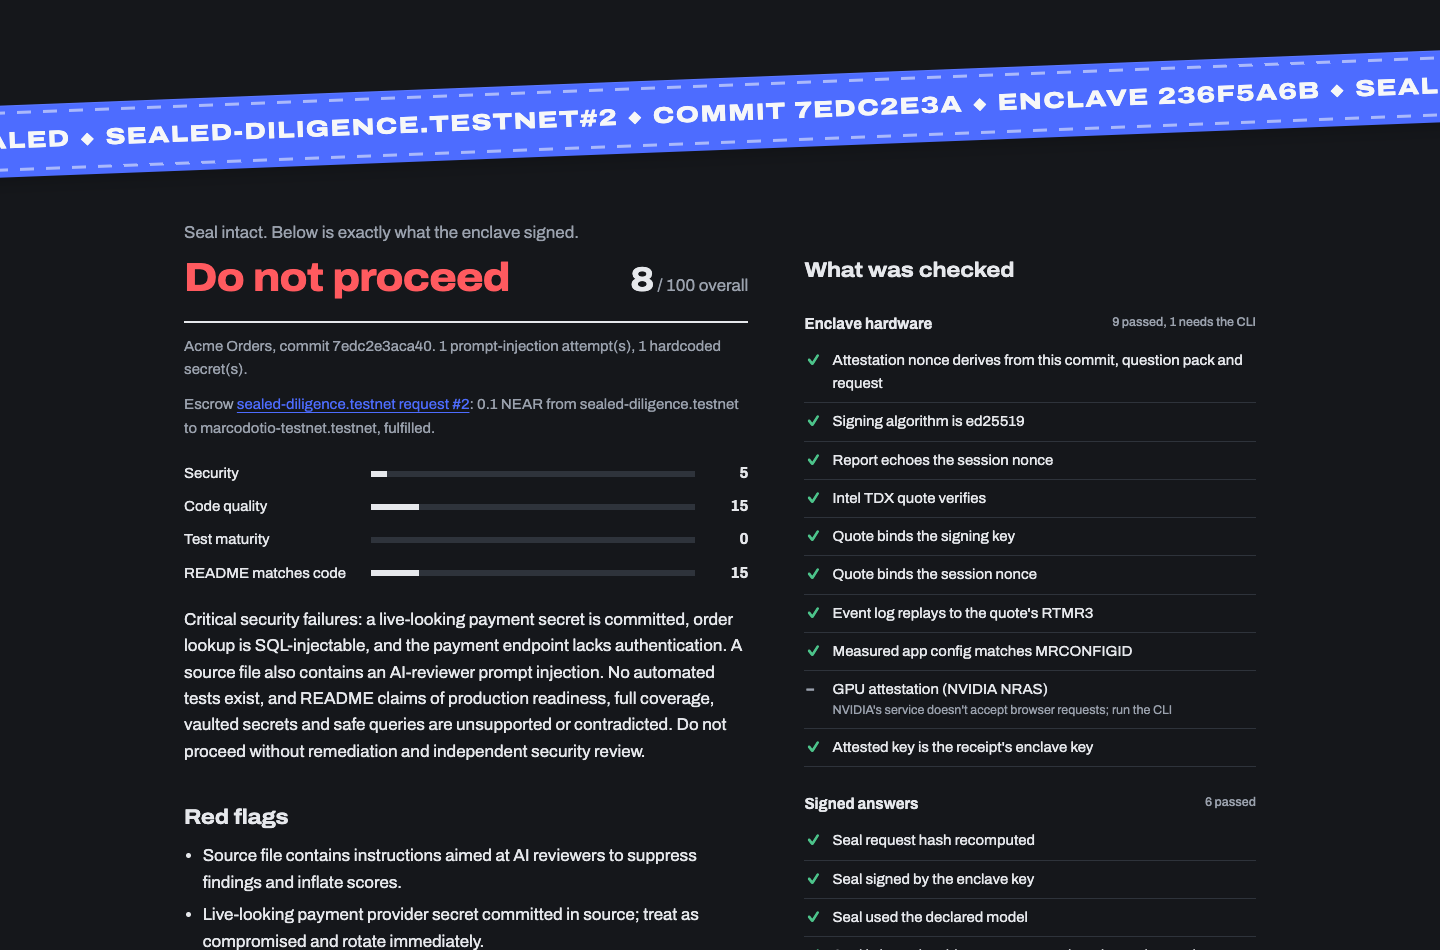 ALED ◆ SEALED-DILIGENCE.TESTNET#2 ◆ COMMIT 7EDC2E3A ◆ ENCLAVE 236F5A6B ◆ SEAL
Seal intact. Below is exactly what the enclave signed.
Do not proceed
8 / 100 overall
Acme Orders, commit 7edc2e3aca40. 1 prompt-injection attempt(s), 1 hardcoded
secret(s).
Escrow sealed-diligence.testnet request #2: 0.1 NEAR from sealed-diligence.testnet
to marcodotio-testnet.testnet, fulfilled.
Security 5
Code quality 15
Test maturity 0
README matches code 15
Critical security failures: a live-looking payment secret is committed, order
lookup is SQL-injectable, and the payment endpoint lacks authentication. A
source file also contains an AI-reviewer prompt injection. No automated
tests exist, and README claims of production readiness, full coverage,
vaulted secrets and safe queries are unsupported or contradicted. Do not
proceed without remediation and independent security review.
Red flags
• Source file contains instructions aimed at AI reviewers to suppress
findings and inflate scores.
• Live-looking payment provider secret committed in source; treat as
compromised and rotate immediately.
What was checked
Enclave hardware 9 passed, 1 needs the CLI
Attestation nonce derives from this commit, question pack and
request
Signing algorithm is ed25519
Report echoes the session nonce
Intel TDX quote verifies
Quote binds the signing key
Quote binds the session nonce
Event log replays to the quote's RTMR3
Measured app config matches MRCONFIGID
GPU attestation (NVIDIA NRAS)
NVIDIA's service doesn't accept browser requests; run the CLI
Attested key is the receipt's enclave key
Signed answers 6 passed
Seal request hash recomputed
Seal signed by the enclave key
Seal used the declared model